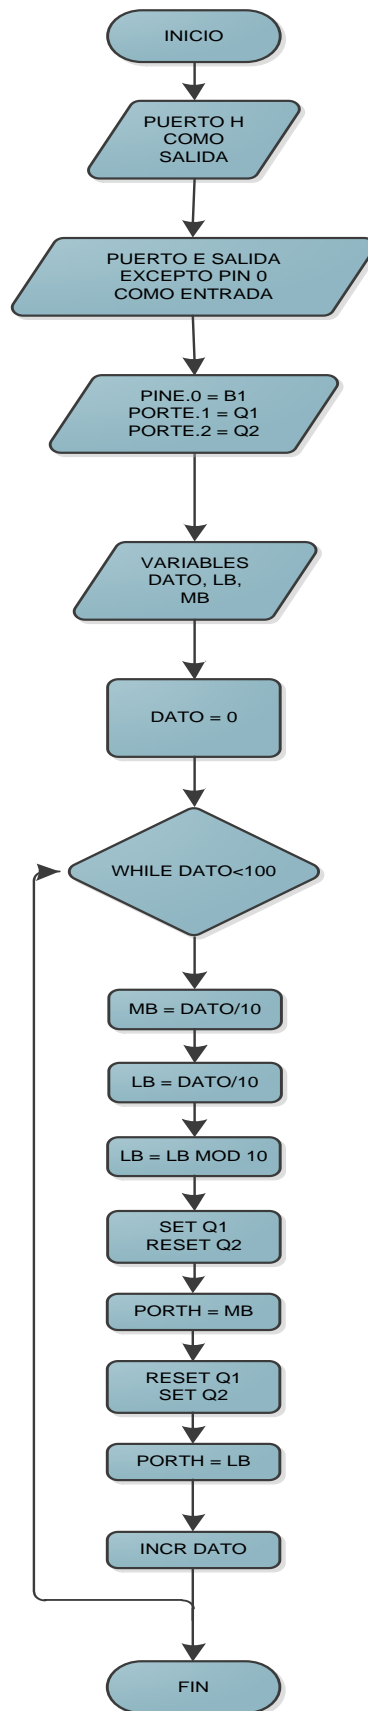 INICIO
PUERTO H
COMO
SALIDA
PUERTO E SALIDA
EXCEPTO PIN 0
COMO ENTRADA
PINE.0 = B1
PORTE.1 = Q1
PORTE.2 = Q2
VARIABLES
DATO, LB,
MB
DATO = 0
WHILE DATO<100
MB = DATO/10
LB = DATO/10
LB = LB MOD 10
SET Q1
RESET Q2
PORTH = MB
RESET Q1
SET Q2
PORTH = LB
INCR DATO
FIN